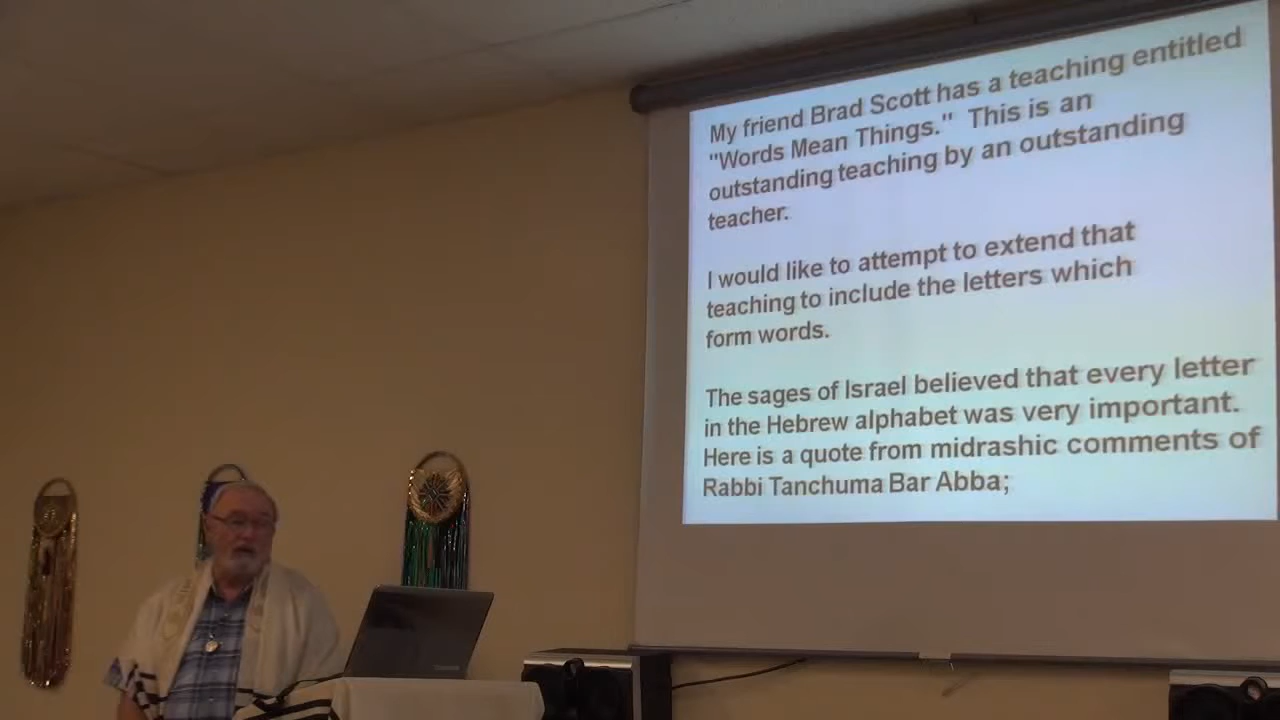 My friend Brad Scott has a teaching entitled
"Words Mean Things." This is an
outstanding teaching by an outstanding
teacher.
I would like to attempt to extend that
teaching to include the letters which
form words.
The sages of Israel believed that every letter
in the Hebrew alphabet was very important.
Here is a quote from midrashic comments of
Rabbi Tanchuma Bar Abba;